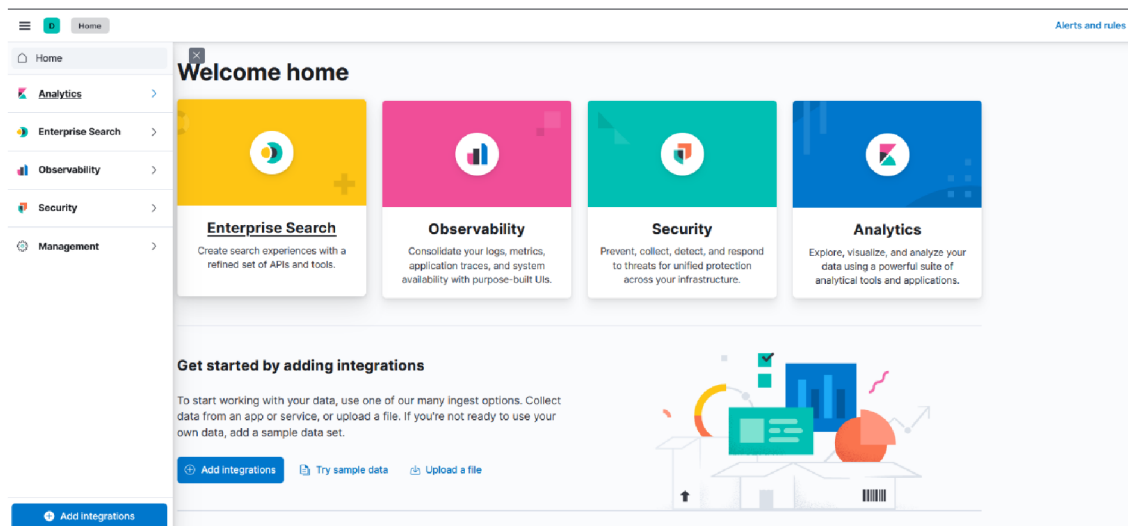 D Home
Alerts and rules
Home
Analytics
Enterprise Search
Observability
Security
Management
Add integrations
Welcome home
Enterprise Search
Create search experiences with a
refined set of APIs and tools.
Observability
Consolidate your logs, metrics,
application traces, and system
availability with purpose-built UIs.
Security
Prevent, collect, detect, and respond
to threats for unified protection
across your infrastructure.
Analytics
Explore, visualize, and analyze your
data using a powerful suite of
analytical tools and applications.
Get started by adding integrations
To start working with your data, use one of our many ingest options. Collect
data from an app or service, or upload a file. If you're not ready to use your
own data, add a sample data set.
Add integrations Try sample data Upload a file